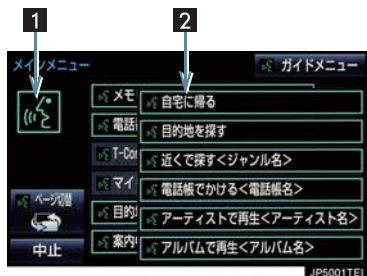 1 2
メインメニュー ガイドメニュー
メモ
自宅に帰る
電話
目的地を探す
T-Con
近くで探す<ジャンル名>
マイ
電話帳でかける<電話帳名>
ページ切替
目的
アーティストで再生<アーティスト名>
案内
アルバムで再生<アルバム名>
中止
JP5001TEI